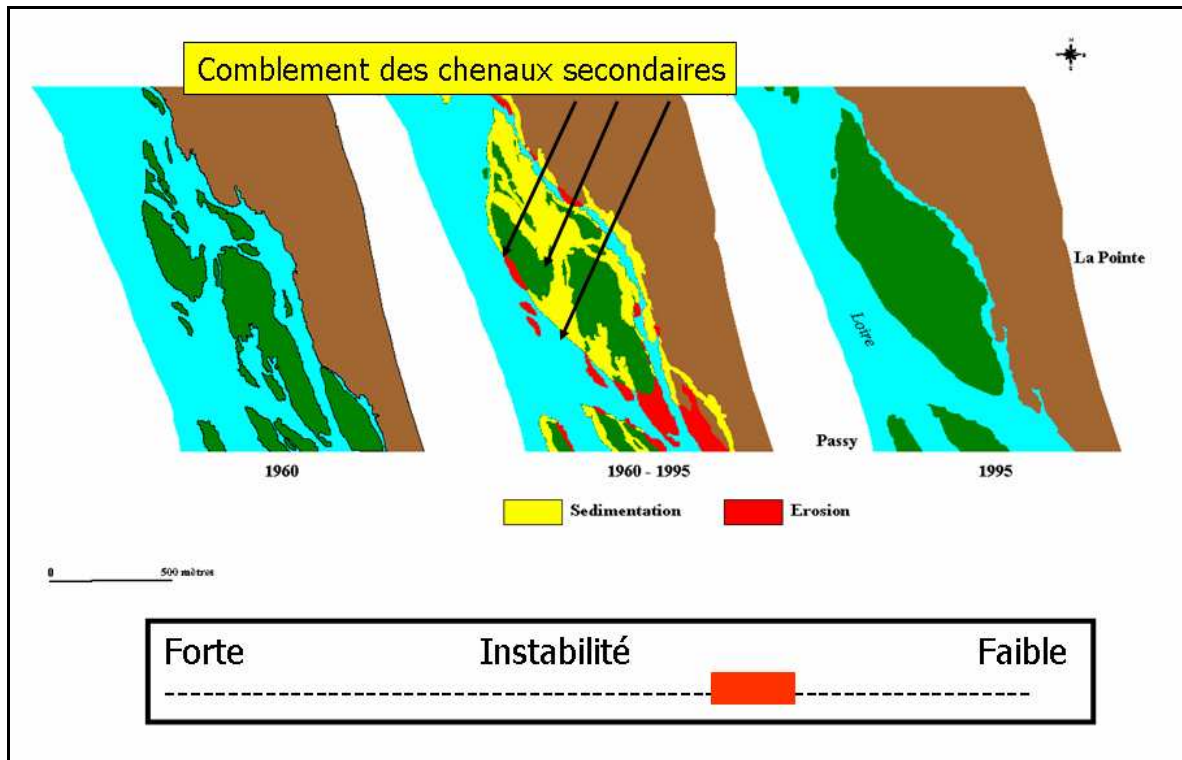 Comblement des chenaux secondaires
N
S
La Pointe
Loire
Passy
1960
1960 - 1995
1995
Sedimentation
Erosion
0
500 mètres
Forte
Instabilité
Faible